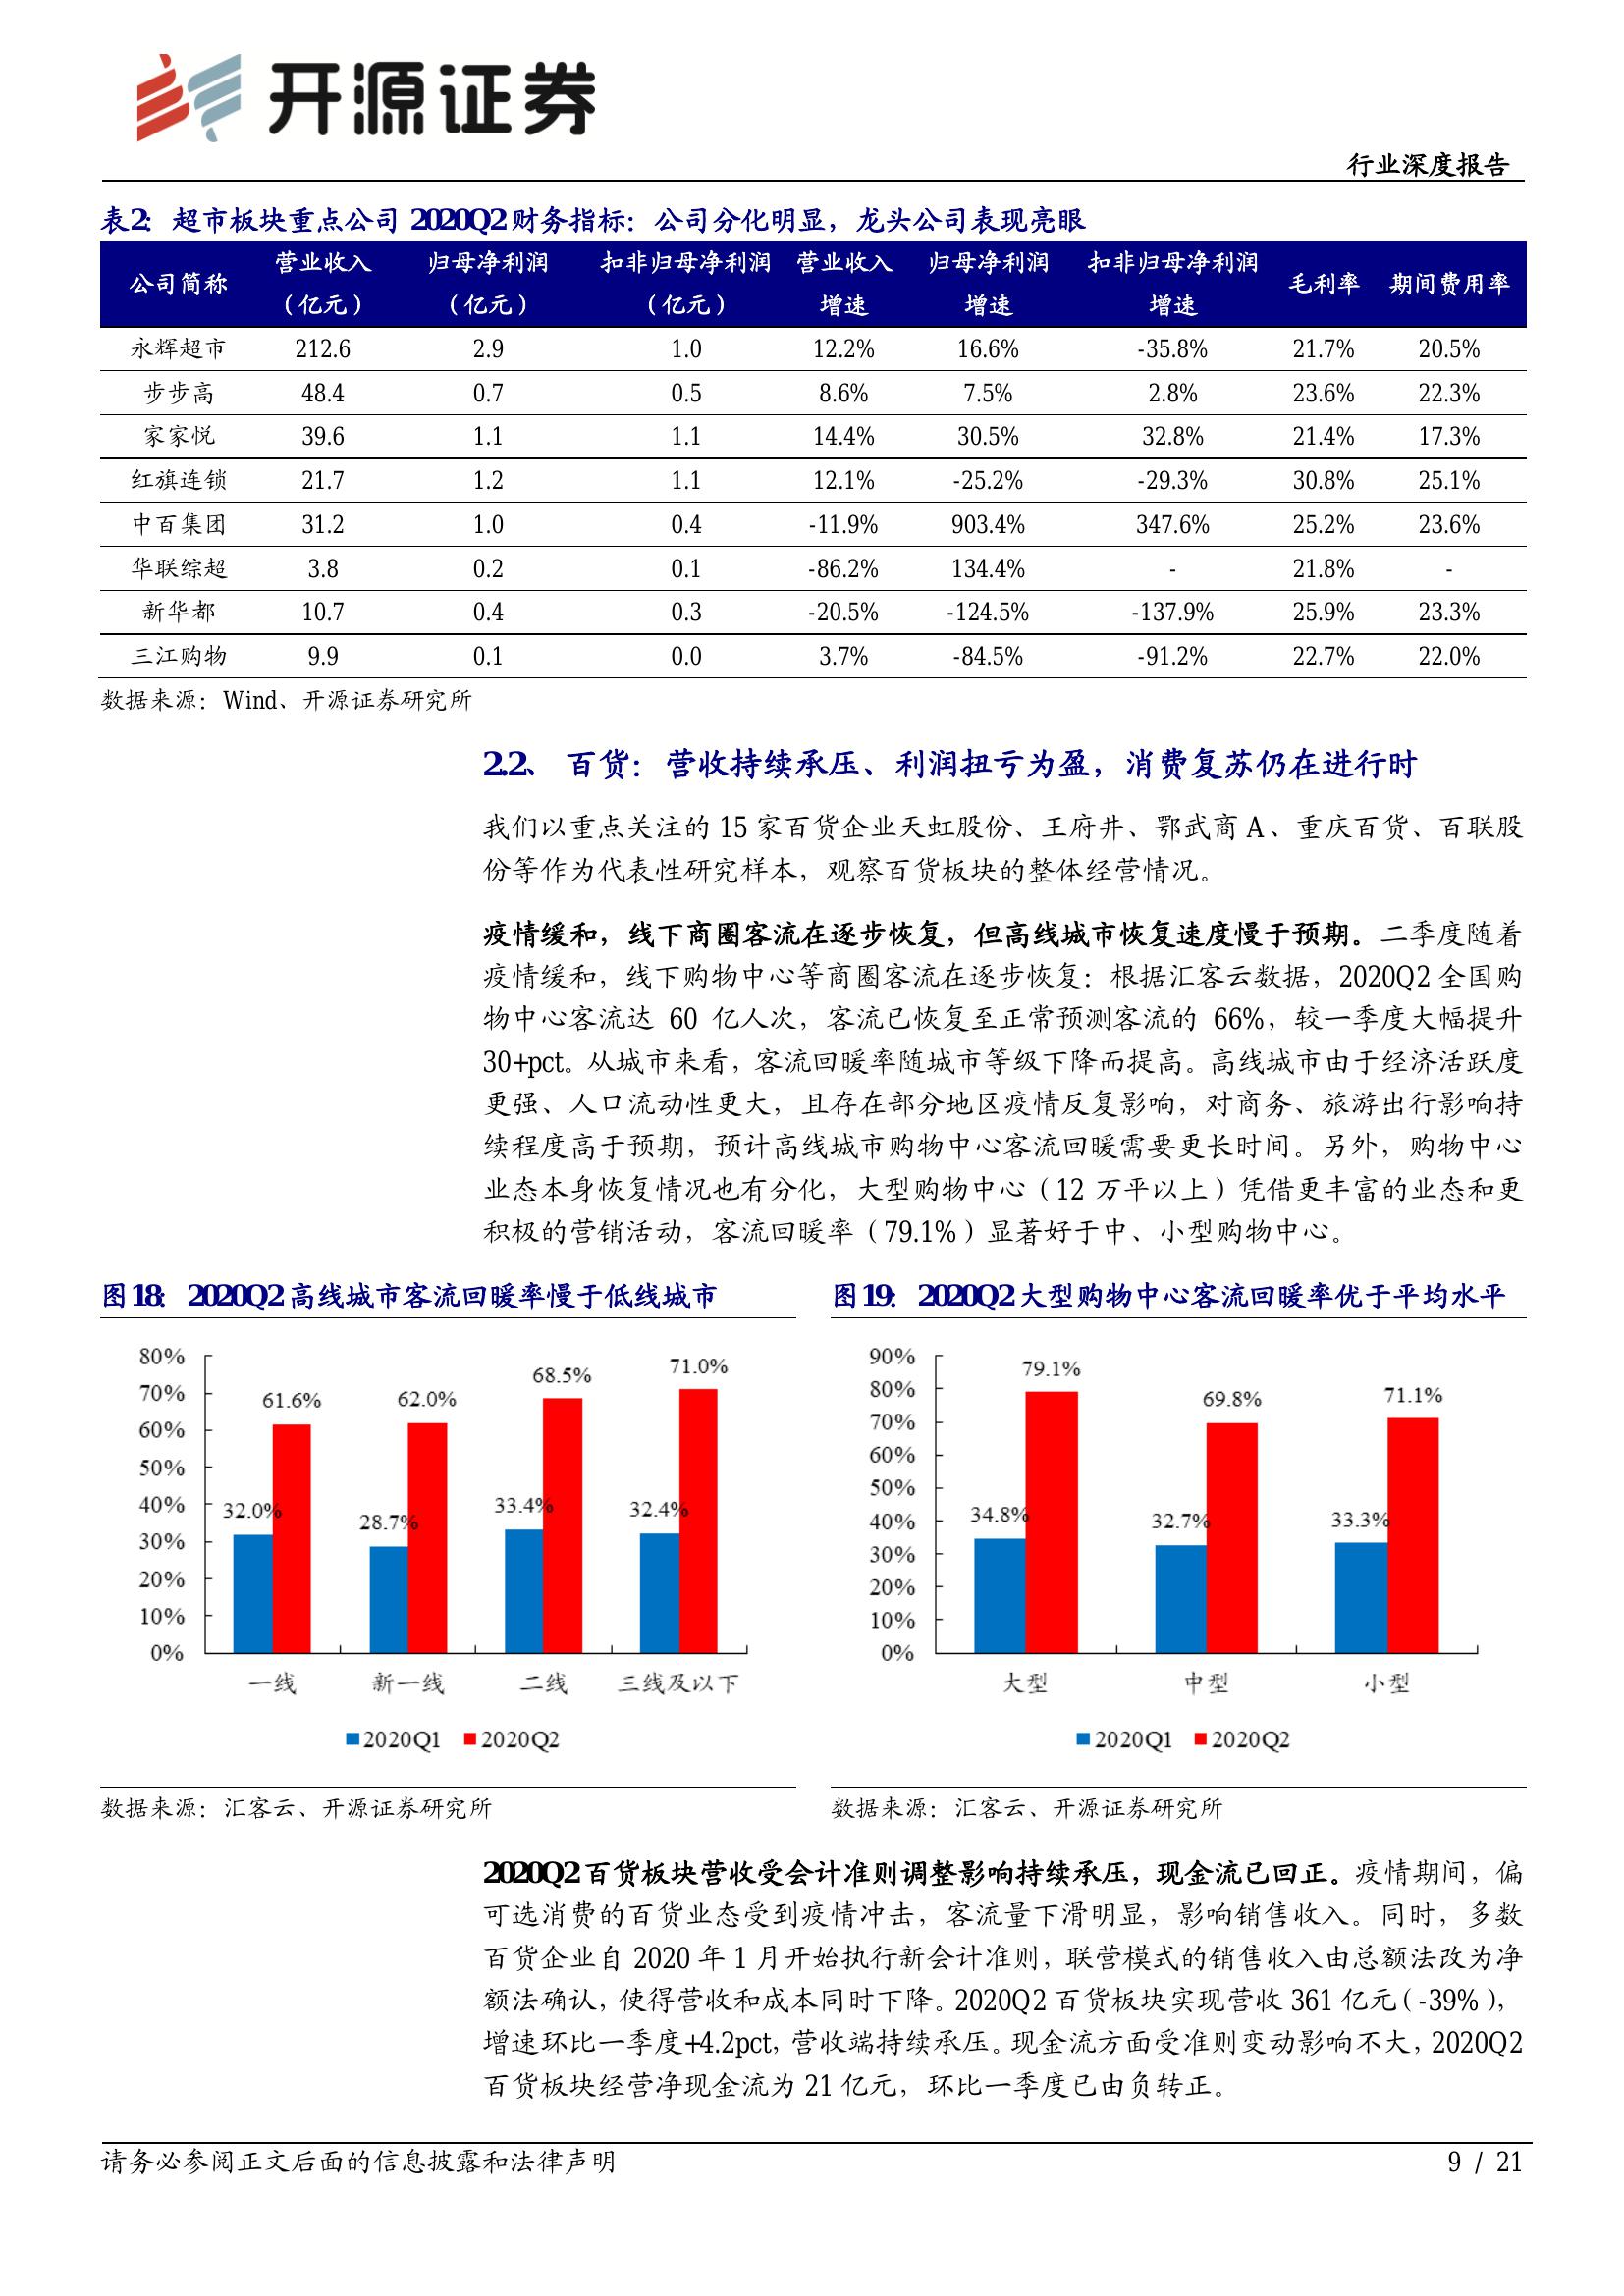 开源证券
行业深度报告
表2：超市板块重点公司 2020Q2 财务指标：公司分化明显，龙头公司表现亮眼
公司简称 营业收入（亿元） 归母净利润（亿元） 扣非归母净利润（亿元） 营业收入增速 归母净利润增速 扣非归母净利润增速 毛利率 期间费用率
永辉超市 212.6 2.9 1.0 12.2% 16.6% -35.8% 21.7% 20.5%
步步高 48.4 0.7 0.5 8.6% 7.5% 2.8% 23.6% 22.3%
家家悦 39.6 1.1 1.1 14.4% 30.5% 32.8% 21.4% 17.3%
红旗连锁 21.7 1.2 1.1 12.1% -25.2% -29.3% 30.8% 25.1%
中百集团 31.2 1.0 0.4 -11.9% 903.4% 347.6% 25.2% 23.6%
华联综超 3.8 0.2 0.1 -86.2% 134.4% - 21.8% -
新华都 10.7 0.4 0.3 -20.5% -124.5% -137.9% 25.9% 23.3%
三江购物 9.9 0.1 0.0 3.7% -84.5% -91.2% 22.7% 22.0%
数据来源：Wind、开源证券研究所
2.2、 百货：营收持续承压、利润扭亏为盈，消费复苏仍在进行时
我们以重点关注的 15 家百货企业天虹股份、王府井、鄂武商 A、重庆百货、百联股
份等作为代表性研究样本，观察百货板块的整体经营情况。
疫情缓和，线下商圈客流在逐步恢复，但高线城市恢复速度慢于预期。二季度随着
疫情缓和，线下购物中心等商圈客流在逐步恢复：根据汇客云数据，2020Q2 全国购
物中心客流达 60 亿人次，客流已恢复至正常预测客流的 66%，较一季度大幅提升
30+pct。从城市来看，客流回暖率随城市等级下降而提高。高线城市由于经济活跃度
更强、人口流动性更大，且存在部分地区疫情反复影响，对商务、旅游出行影响持
续程度高于预期，预计高线城市购物中心客流回暖需要更长时间。另外，购物中心
业态本身恢复情况也有分化，大型购物中心（12 万平以上）凭借更丰富的业态和更
积极的营销活动，客流回暖率（79.1%）显著好于中、小型购物中心。
图18：2020Q2 高线城市客流回暖率慢于低线城市
80%
70%
60%
50%
40%
30%
20%
10%
0%
61.6% 62.0% 68.5% 71.0%
32.0% 28.7% 33.4% 32.4%
一线 新一线 二线 三线及以下
2020Q1 2020Q2
数据来源：汇客云、开源证券研究所
图19：2020Q2 大型购物中心客流回暖率优于平均水平
90%
80%
70%
60%
50%
40%
30%
20%
10%
0%
79.1% 69.8% 71.1%
34.8% 32.7% 33.3%
大型 中型 小型
2020Q1 2020Q2
数据来源：汇客云、开源证券研究所
2020Q2 百货板块营收受会计准则调整影响持续承压，现金流已回正。疫情期间，偏
可选消费的百货业态受到疫情冲击，客流量下滑明显，影响销售收入。同时，多数
百货企业自 2020 年 1 月开始执行新会计准则，联营模式的销售收入由总额法改为净
额法确认，使得营收和成本同时下降。2020Q2 百货板块实现营收 361 亿元（-39%），
增速环比一季度+4.2pct，营收端持续承压。现金流方面受准则变动影响不大，2020Q2
百货板块经营净现金流为 21 亿元，环比一季度已由负转正。
请务必参阅正文后面的信息披露和法律声明
9 / 21